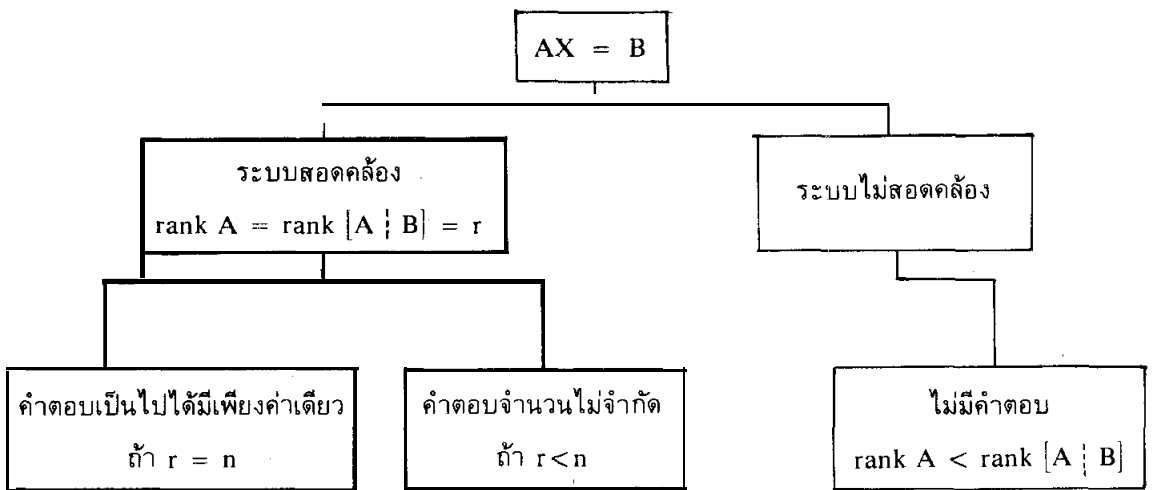 AX = B
ระบบสอดคล้อง
rank A = rank [A ¦ B] = r
ระบบไม่สอดคล้อง
คำตอบเป็นไปได้มีเพียงค่าเดียว
ถ้า r = n
คำตอบจำนวนไม่จำกัด
ถ้า r<n
ไม่มีคำตอบ
rank A < rank [A ¦ B]